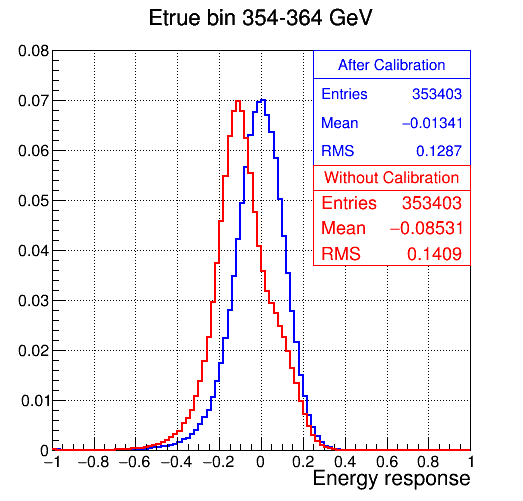 Etrue bin 354-364 GeV
After Calibration
Entries 353403
Mean −0.01341
RMS 0.1287
Without Calibration
Entries 353403
Mean −0.08531
RMS 0.1409
0.08
0.07
0.06
0.05
0.04
0.03
0.02
0.01
0
−1 −0.8 −0.6 −0.4 −0.2 0 0.2 0.4 0.6 0.8 1
Energy response